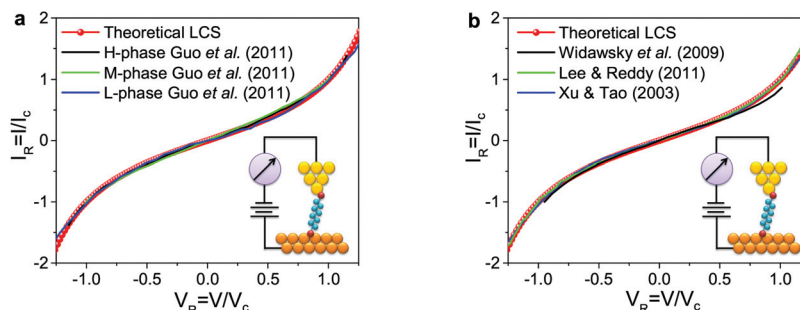 a
Theoretical LCS
H-phase Guo et al. (2011)
M-phase Guo et al. (2011)
L-phase Guo et al. (2011)
I_R=I/I_c
2
1
0
-1
-2
-1.0 -0.5 0.0 0.5 1.0
V_R=V/V_c
b
Theoretical LCS
Widawsky et al. (2009)
Lee & Reddy (2011)
Xu & Tao (2003)
I_R=I/I_c
2
1
0
-1
-2
-1.0 -0.5 0.0 0.5 1.0
V_R=V/V_c